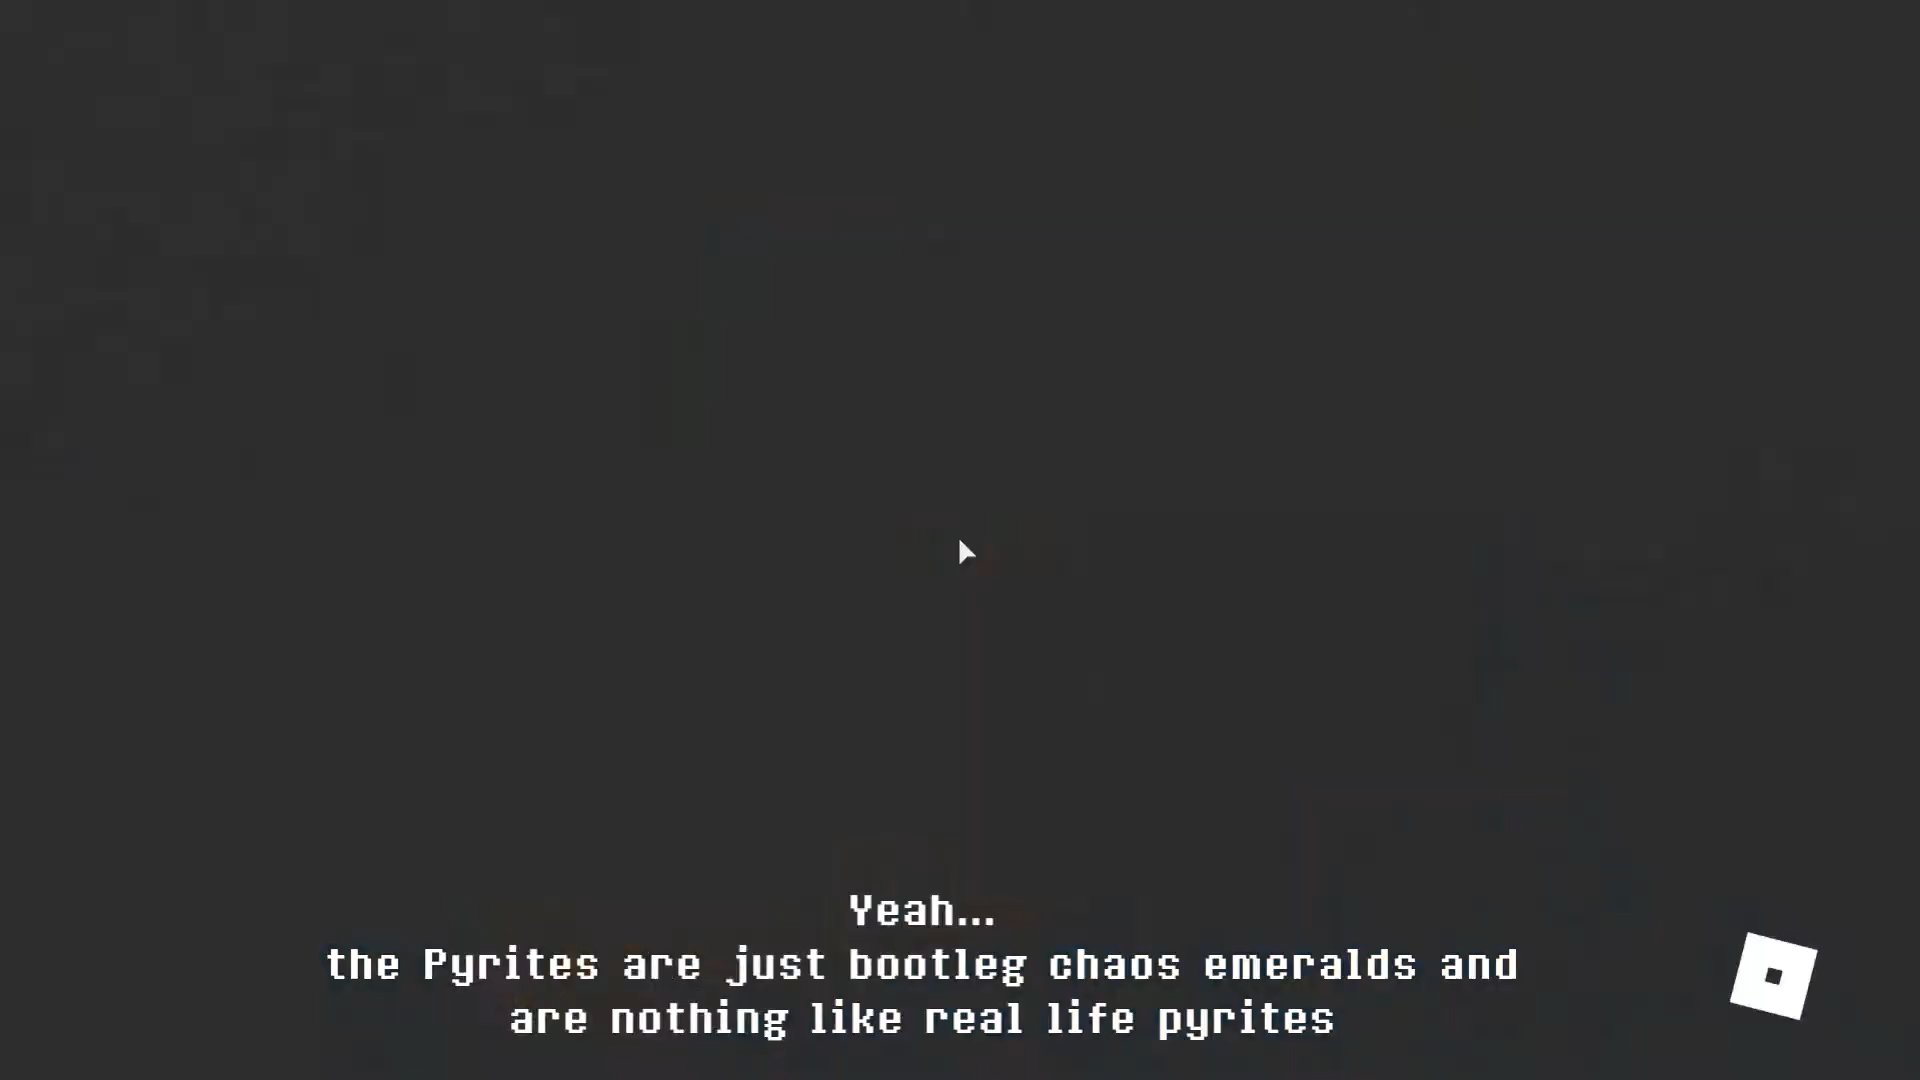 Yeah...
the Pyrites are just bootleg chaos emeralds and
are nothing like real life pyrites